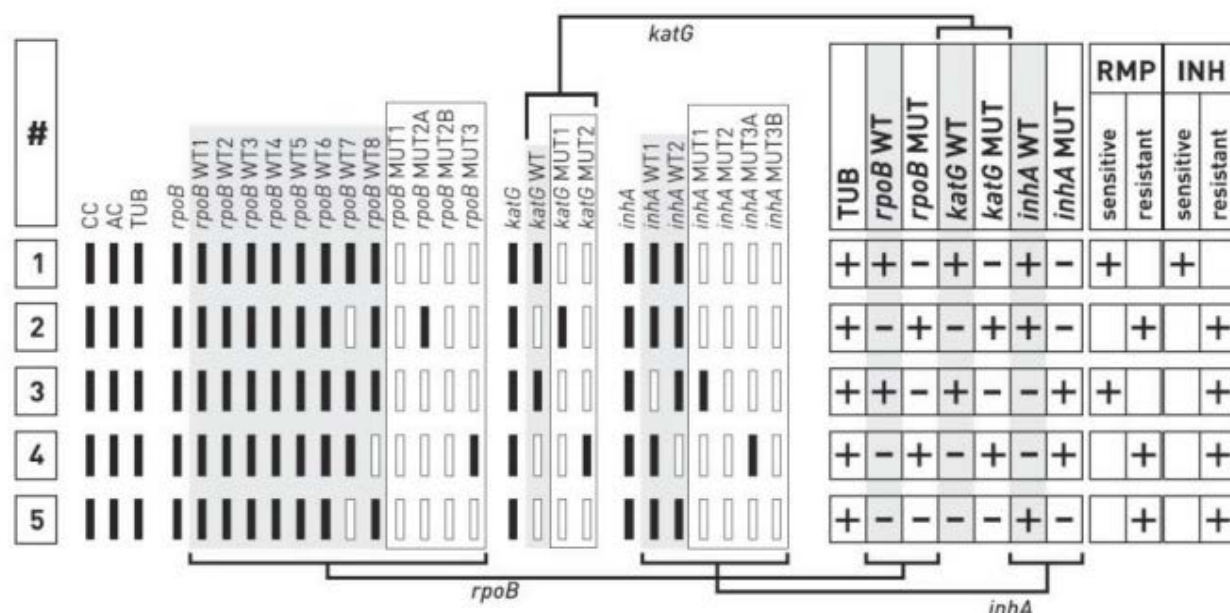 katG
#
CC
AC
TUB
rpoB
rpoB WT1
rpoB WT2
rpoB WT3
rpoB WT4
rpoB WT5
rpoB WT6
rpoB WT7
rpoB WT8
rpoB MUT1
rpoB MUT2A
rpoB MUT2B
rpoB MUT3
katG
katG WT
katG MUT1
katG MUT2
inhA
inhA WT1
inhA WT2
inhA MUT1
inhA MUT2
inhA MUT3A
inhA MUT3B
TUB
rpoB WT
rpoB MUT
katG WT
katG MUT
inhA WT
inhA MUT
RMP INH
sensitive
resistant
sensitive
resistant
1 + + - + - + - + +
2 + - + - + + - + +
3 + + - + - - + + +
4 + - + - + - + + +
5 + - - - - + - + +
rpoB
inhA